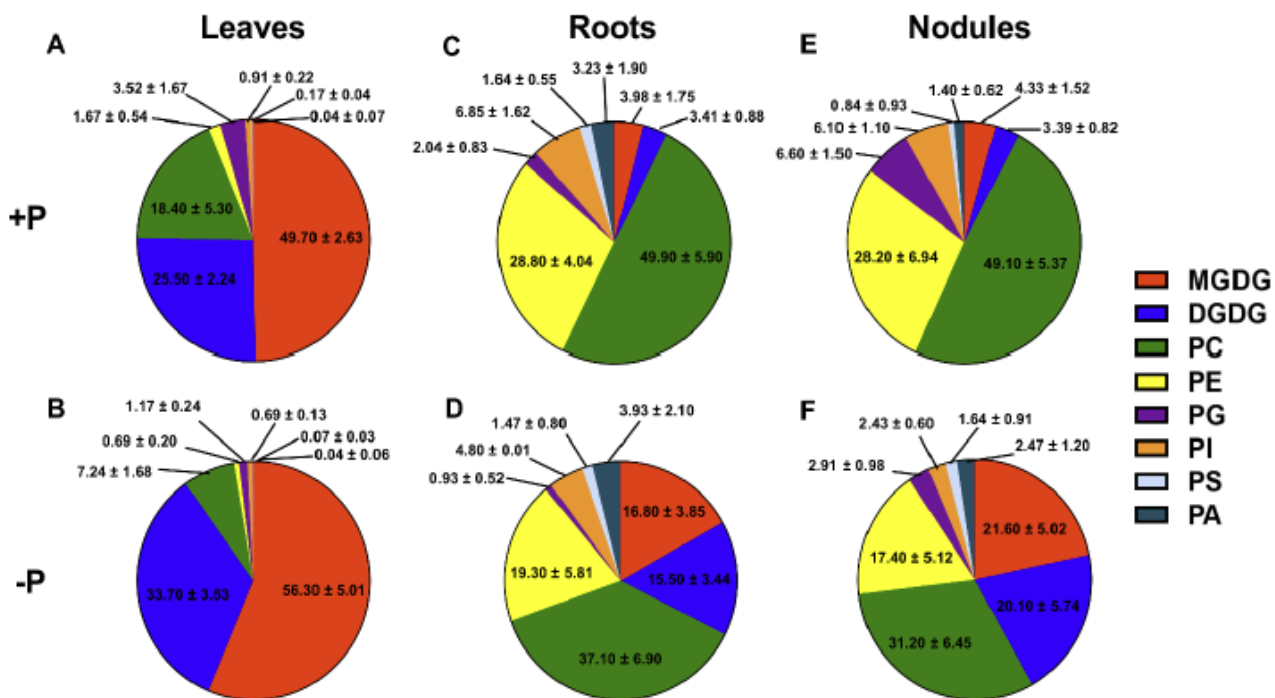 Leaves
Roots
Nodules
+P
-P
A
0.91 ± 0.22
3.52 ± 1.67
0.17 ± 0.04
1.67 ± 0.54
0.04 ± 0.07
18.40 ± 5.30
49.70 ± 2.63
25.50 ± 2.24
C
3.23 ± 1.90
1.64 ± 0.55
3.98 ± 1.75
6.85 ± 1.62
3.41 ± 0.88
2.04 ± 0.83
28.80 ± 4.04
49.90 ± 5.90
E
1.40 ± 0.62
4.33 ± 1.52
0.84 ± 0.93
6.10 ± 1.10
3.39 ± 0.82
6.60 ± 1.50
28.20 ± 6.94
49.10 ± 5.37
B
1.17 ± 0.24
0.69 ± 0.13
0.69 ± 0.20
0.07 ± 0.03
0.04 ± 0.06
7.24 ± 1.68
33.70 ± 3.53
56.30 ± 5.01
D
3.93 ± 2.10
1.47 ± 0.80
4.80 ± 0.01
0.93 ± 0.52
16.80 ± 3.85
19.30 ± 5.81
15.50 ± 3.44
37.10 ± 6.90
F
2.43 ± 0.60
1.64 ± 0.91
2.91 ± 0.98
2.47 ± 1.20
21.60 ± 5.02
17.40 ± 5.12
20.10 ± 5.74
31.20 ± 6.45
MGDG
DGDG
PC
PE
PG
PI
PS
PA